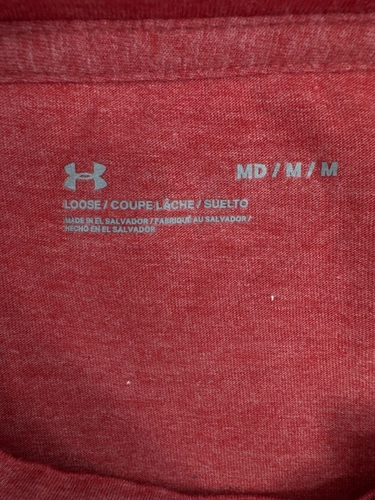 MD / M / M
LOOSE / COUPE LÂCHE / SUELTO
MADE IN EL SALVADOR / FABRIQUÉ AU SALVADOR /
HECHO EN EL SALVADOR